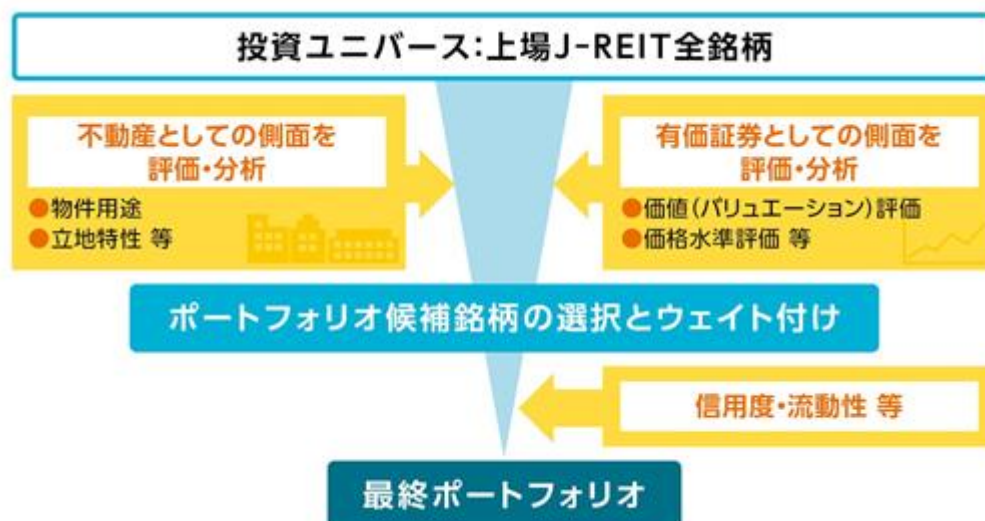 投資ユニバース:上場J-REIT全銘柄
不動産としての側面を
評価・分析
●物件用途
●立地特性 等
有価証券としての側面を
評価・分析
●価値(バリュエーション)評価
●価格水準評価 等
ポートフォリオ候補銘柄の選択とウェイト付け
信用度・流動性 等
最終ポートフォリオ